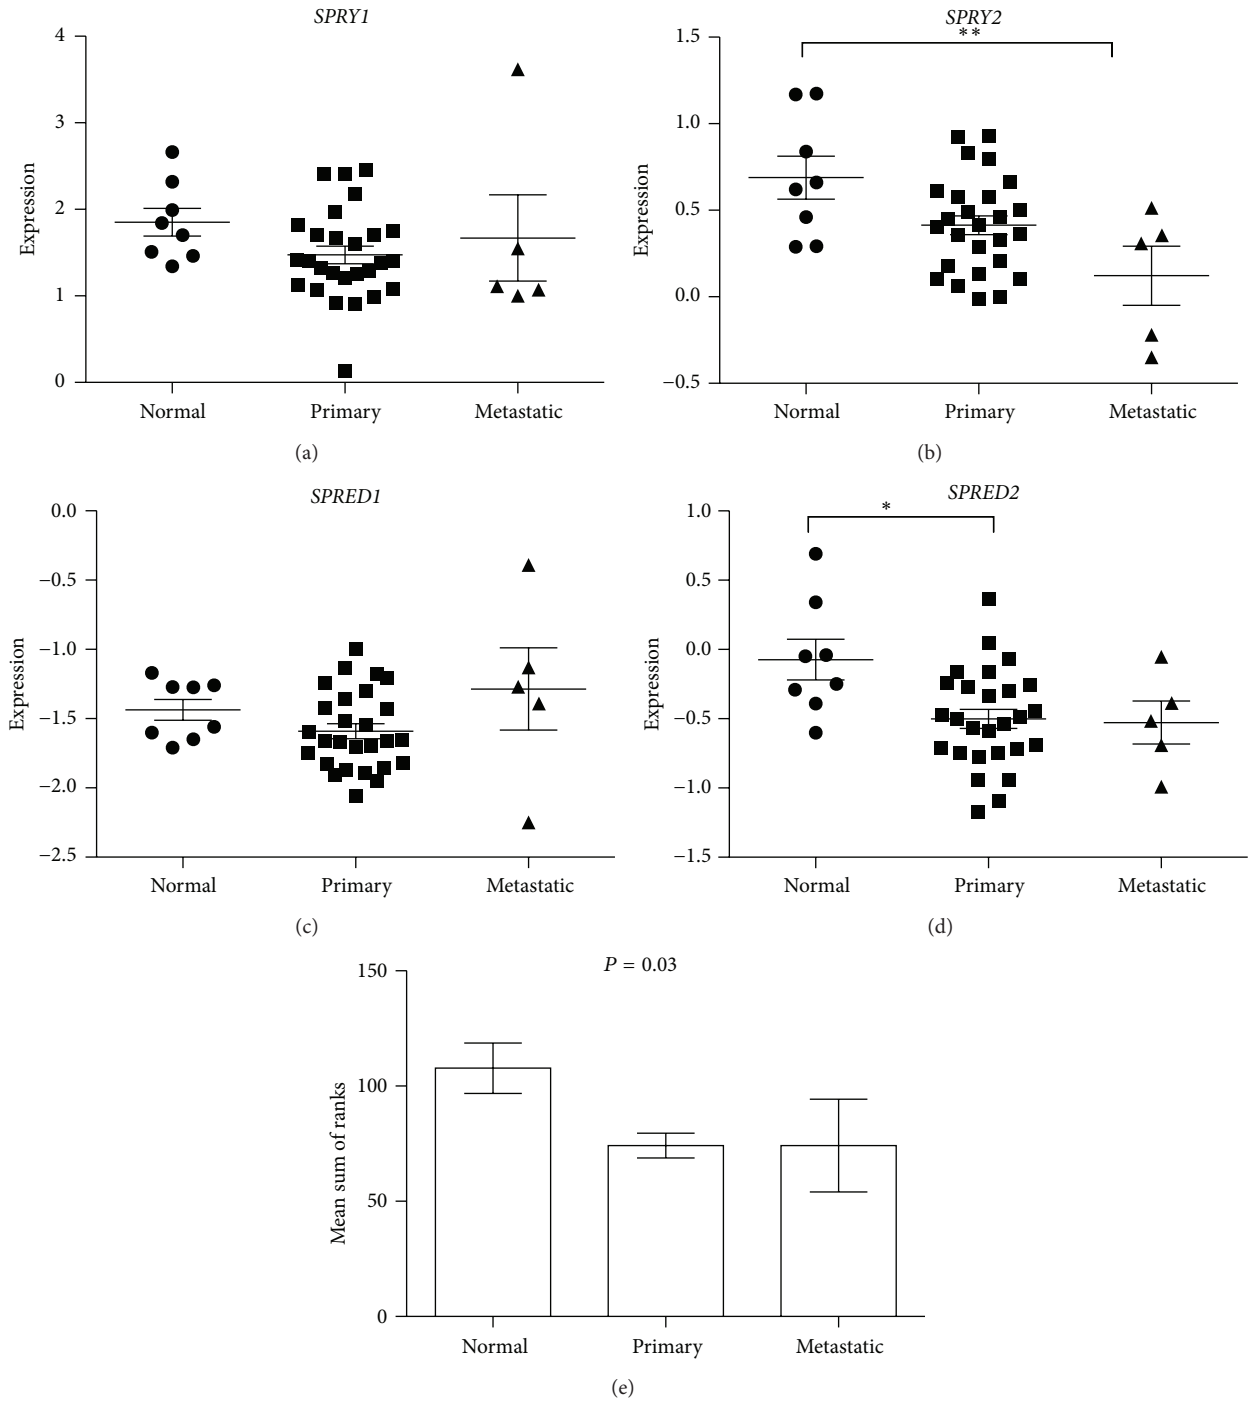 SPRY1
4
3
2
1
0
Expression
Normal Primary Metastatic
(a)
SPRY2
**
1.5
1.0
0.5
0.0
−0.5
Expression
Normal Primary Metastatic
(b)
SPRED1
0.0
−0.5
−1.0
−1.5
−2.0
−2.5
Expression
Normal Primary Metastatic
(c)
SPRED2
*
1.0
0.5
0.0
−0.5
−1.0
−1.5
Expression
Normal Primary Metastatic
(d)
P = 0.03
150
100
50
0
Mean sum of ranks
Normal Primary Metastatic
(e)